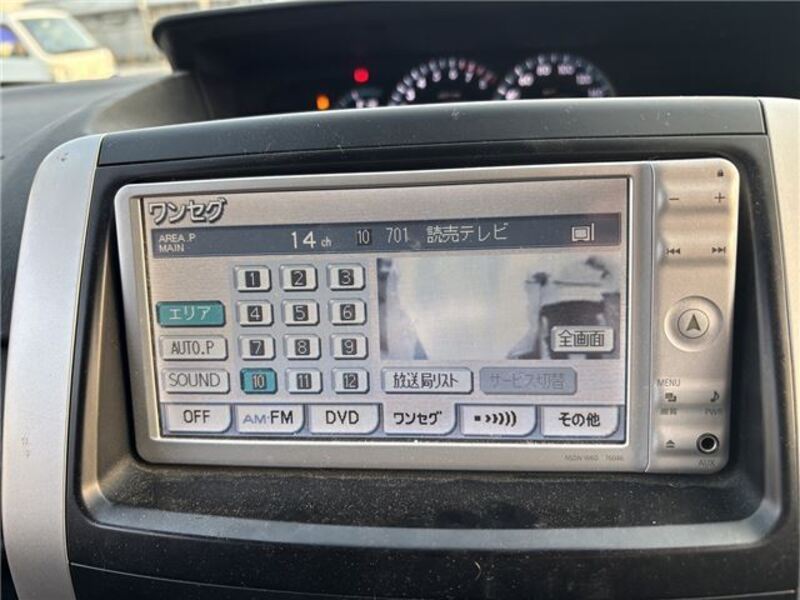 ワンセグ
AREA.P
MAIN
14 ch 10 701 読売テレビ
1 2 3
エリア 4 5 6
全画面
AUTO.P 7 8 9
SOUND 10 11 12 放送局リスト サービス切替
OFF AM・FM DVD ワンセグ その他
MENU
PWR
AUX